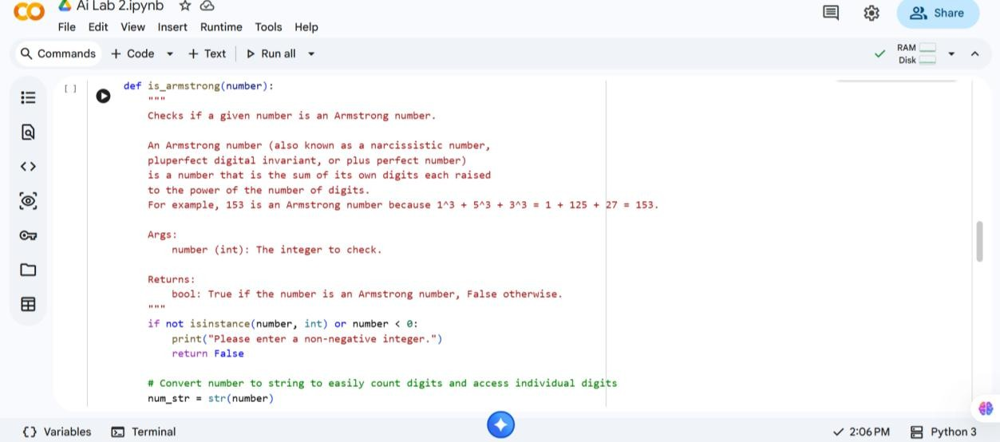 Ai Lab 2.ipynb
File Edit View Insert Runtime Tools Help
Share
Commands + Code + Text Run all
RAM
Disk
[ ]
def is_armstrong(number):
"""
Checks if a given number is an Armstrong number.
An Armstrong number (also known as a narcissistic number,
pluperfect digital invariant, or plus perfect number)
is a number that is the sum of its own digits each raised
to the power of the number of digits.
For example, 153 is an Armstrong number because 1^3 + 5^3 + 3^3 = 1 + 125 + 27 = 153.
Args:
number (int): The integer to check.
Returns:
bool: True if the number is an Armstrong number, False otherwise.
"""
if not isinstance(number, int) or number < 0:
print("Please enter a non-negative integer.")
return False
# Convert number to string to easily count digits and access individual digits
num_str = str(number)
{} Variables Terminal
2:06 PM Python 3